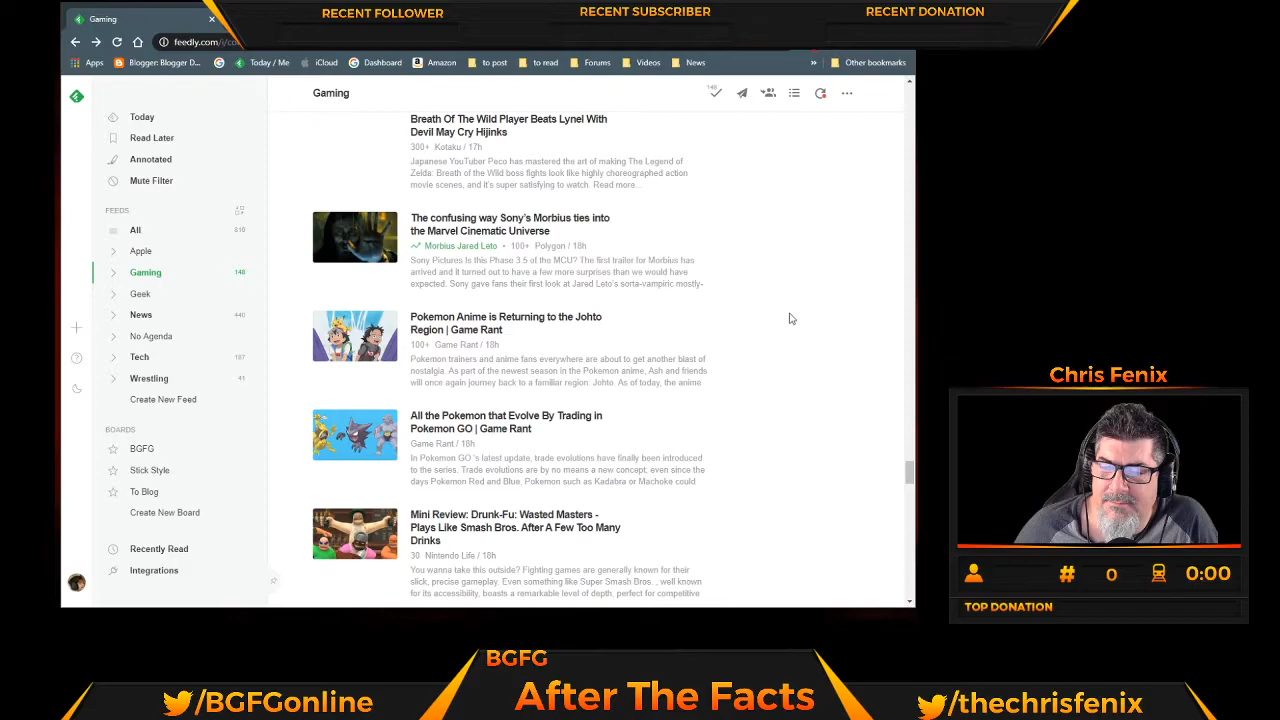 RECENT FOLLOWER
RECENT SUBSCRIBER
RECENT DONATION
Gaming
feedly.com/i/co
Apps
Blogger: Blogger D...
Today / Me
iCloud
Dashboard
Amazon
to post
to read
Forums
Videos
News
»
Other bookmarks
Gaming
148
Today
Read Later
Annotated
Mute Filter
FEEDS
All 810
Apple
Gaming 148
Geek
News 440
No Agenda
Tech 187
Wrestling 41
Create New Feed
BOARDS
BGFG
Stick Style
To Blog
Create New Board
Recently Read
Integrations
Breath Of The Wild Player Beats Lynel With
Devil May Cry Hijinks
300+ Kotaku / 17h
Japanese YouTuber Peco has mastered the art of making The Legend of
Zelda: Breath of the Wild boss fights look like highly choreographed action
movie scenes, and it's super satisfying to watch. Read more...
The confusing way Sony's Morbius ties into
the Marvel Cinematic Universe
Morbius Jared Leto • 100+ Polygon / 18h
Sony Pictures Is this Phase 3.5 of the MCU? The first trailer for Morbius has
arrived and it turned out to have a few more surprises than we would have
expected. Sony gave fans their first look at Jared Leto's sorta-vampiric mostly-
Pokemon Anime is Returning to the Johto
Region | Game Rant
100+ Game Rant / 18h
Pokemon trainers and anime fans everywhere are about to get another blast of
nostalgia. As part of the newest season in the Pokemon anime, Ash and friends
will once again journey back to a familiar region: Johto. As of today, the anime
All the Pokemon that Evolve By Trading in
Pokemon GO | Game Rant
Game Rant / 18h
In Pokemon GO 's latest update, trade evolutions have finally been introduced
to the series. Trade evolutions are by no means a new concept, even since the
days Pokemon Red and Blue, Pokemon such as Kadabra or Machoke could
Mini Review: Drunk-Fu: Wasted Masters -
Plays Like Smash Bros. After A Few Too Many
Drinks
30 Nintendo Life / 18h
You wanna take this outside? Fighting games are generally known for their
slick, precise gameplay. Even something like Super Smash Bros. , well known
for its accessibility, boasts a remarkable level of depth, perfect for competitive
Chris Fenix
# 0 0:00
TOP DONATION
BGFG
After The Facts
/BGFGonline
/thechrisfenix